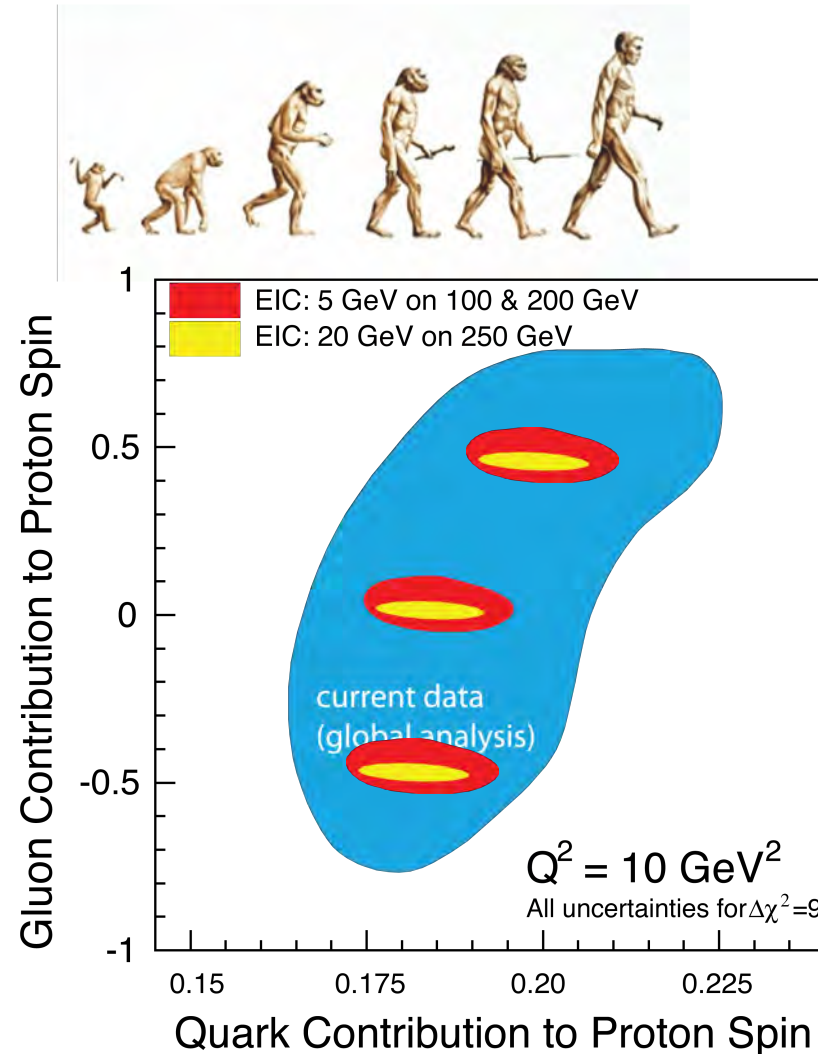 EIC: 5 GeV on 100 & 200 GeV
EIC: 20 GeV on 250 GeV
1
0.5
0
-0.5
-1
Gluon Contribution to Proton Spin
current data
(global analysis)
Q² = 10 GeV²
All uncertainties for Δχ²=9
0.15 0.175 0.20 0.225
Quark Contribution to Proton Spin